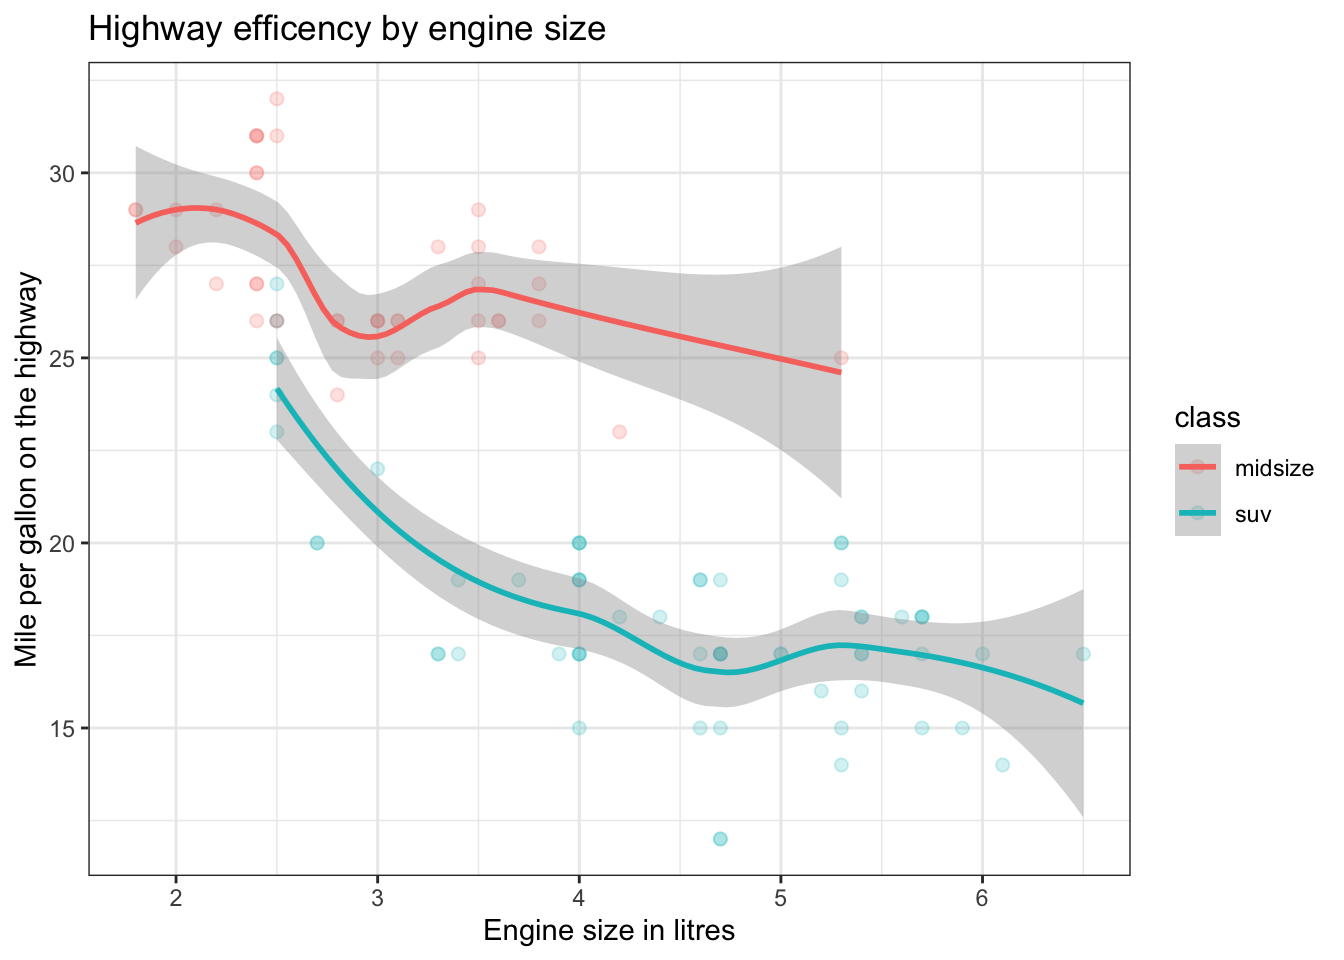 Highway efficency by engine size
Mile per gallon on the highway
30
25
20
15
2 3 4 5 6
Engine size in litres
class
midsize
suv